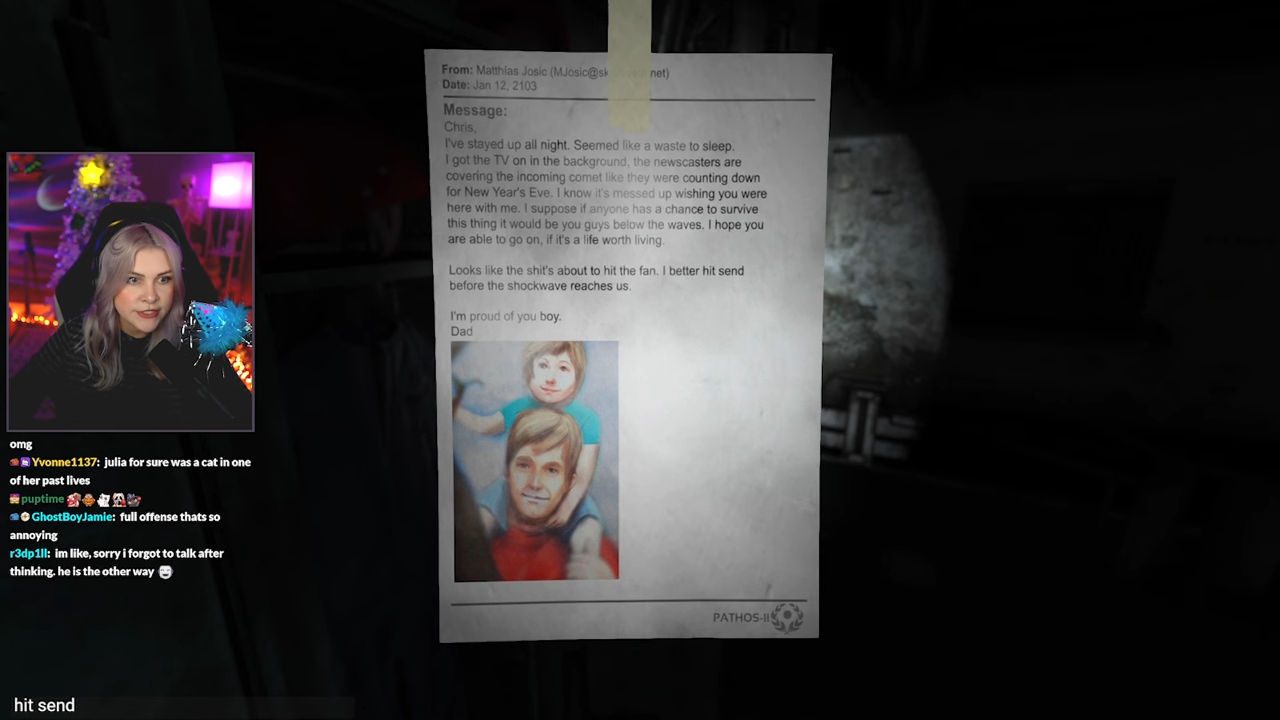 From: Matthias Josic (MJosic@sk net)
Date: Jan 12, 2103
Message:
Chris,
I've stayed up all night. Seemed like a waste to sleep.
I got the TV on in the background, the newscasters are
covering the incoming comet like they were counting down
for New Year's Eve. I know it's messed up wishing you were
here with me. I suppose if anyone has a chance to survive
this thing it would be you guys below the waves. I hope you
are able to go on, if it's a life worth living.
Looks like the shit's about to hit the fan. I better hit send
before the shockwave reaches us.
I'm proud of you boy.
Dad
PATHOS-II
omg
Yvonne1137: julia for sure was a cat in one
of her past lives
puptime
GhostBoyJamie: full offense thats so
annoying
r3dp1ll: im like, sorry i forgot to talk after
thinking. he is the other way
hit send